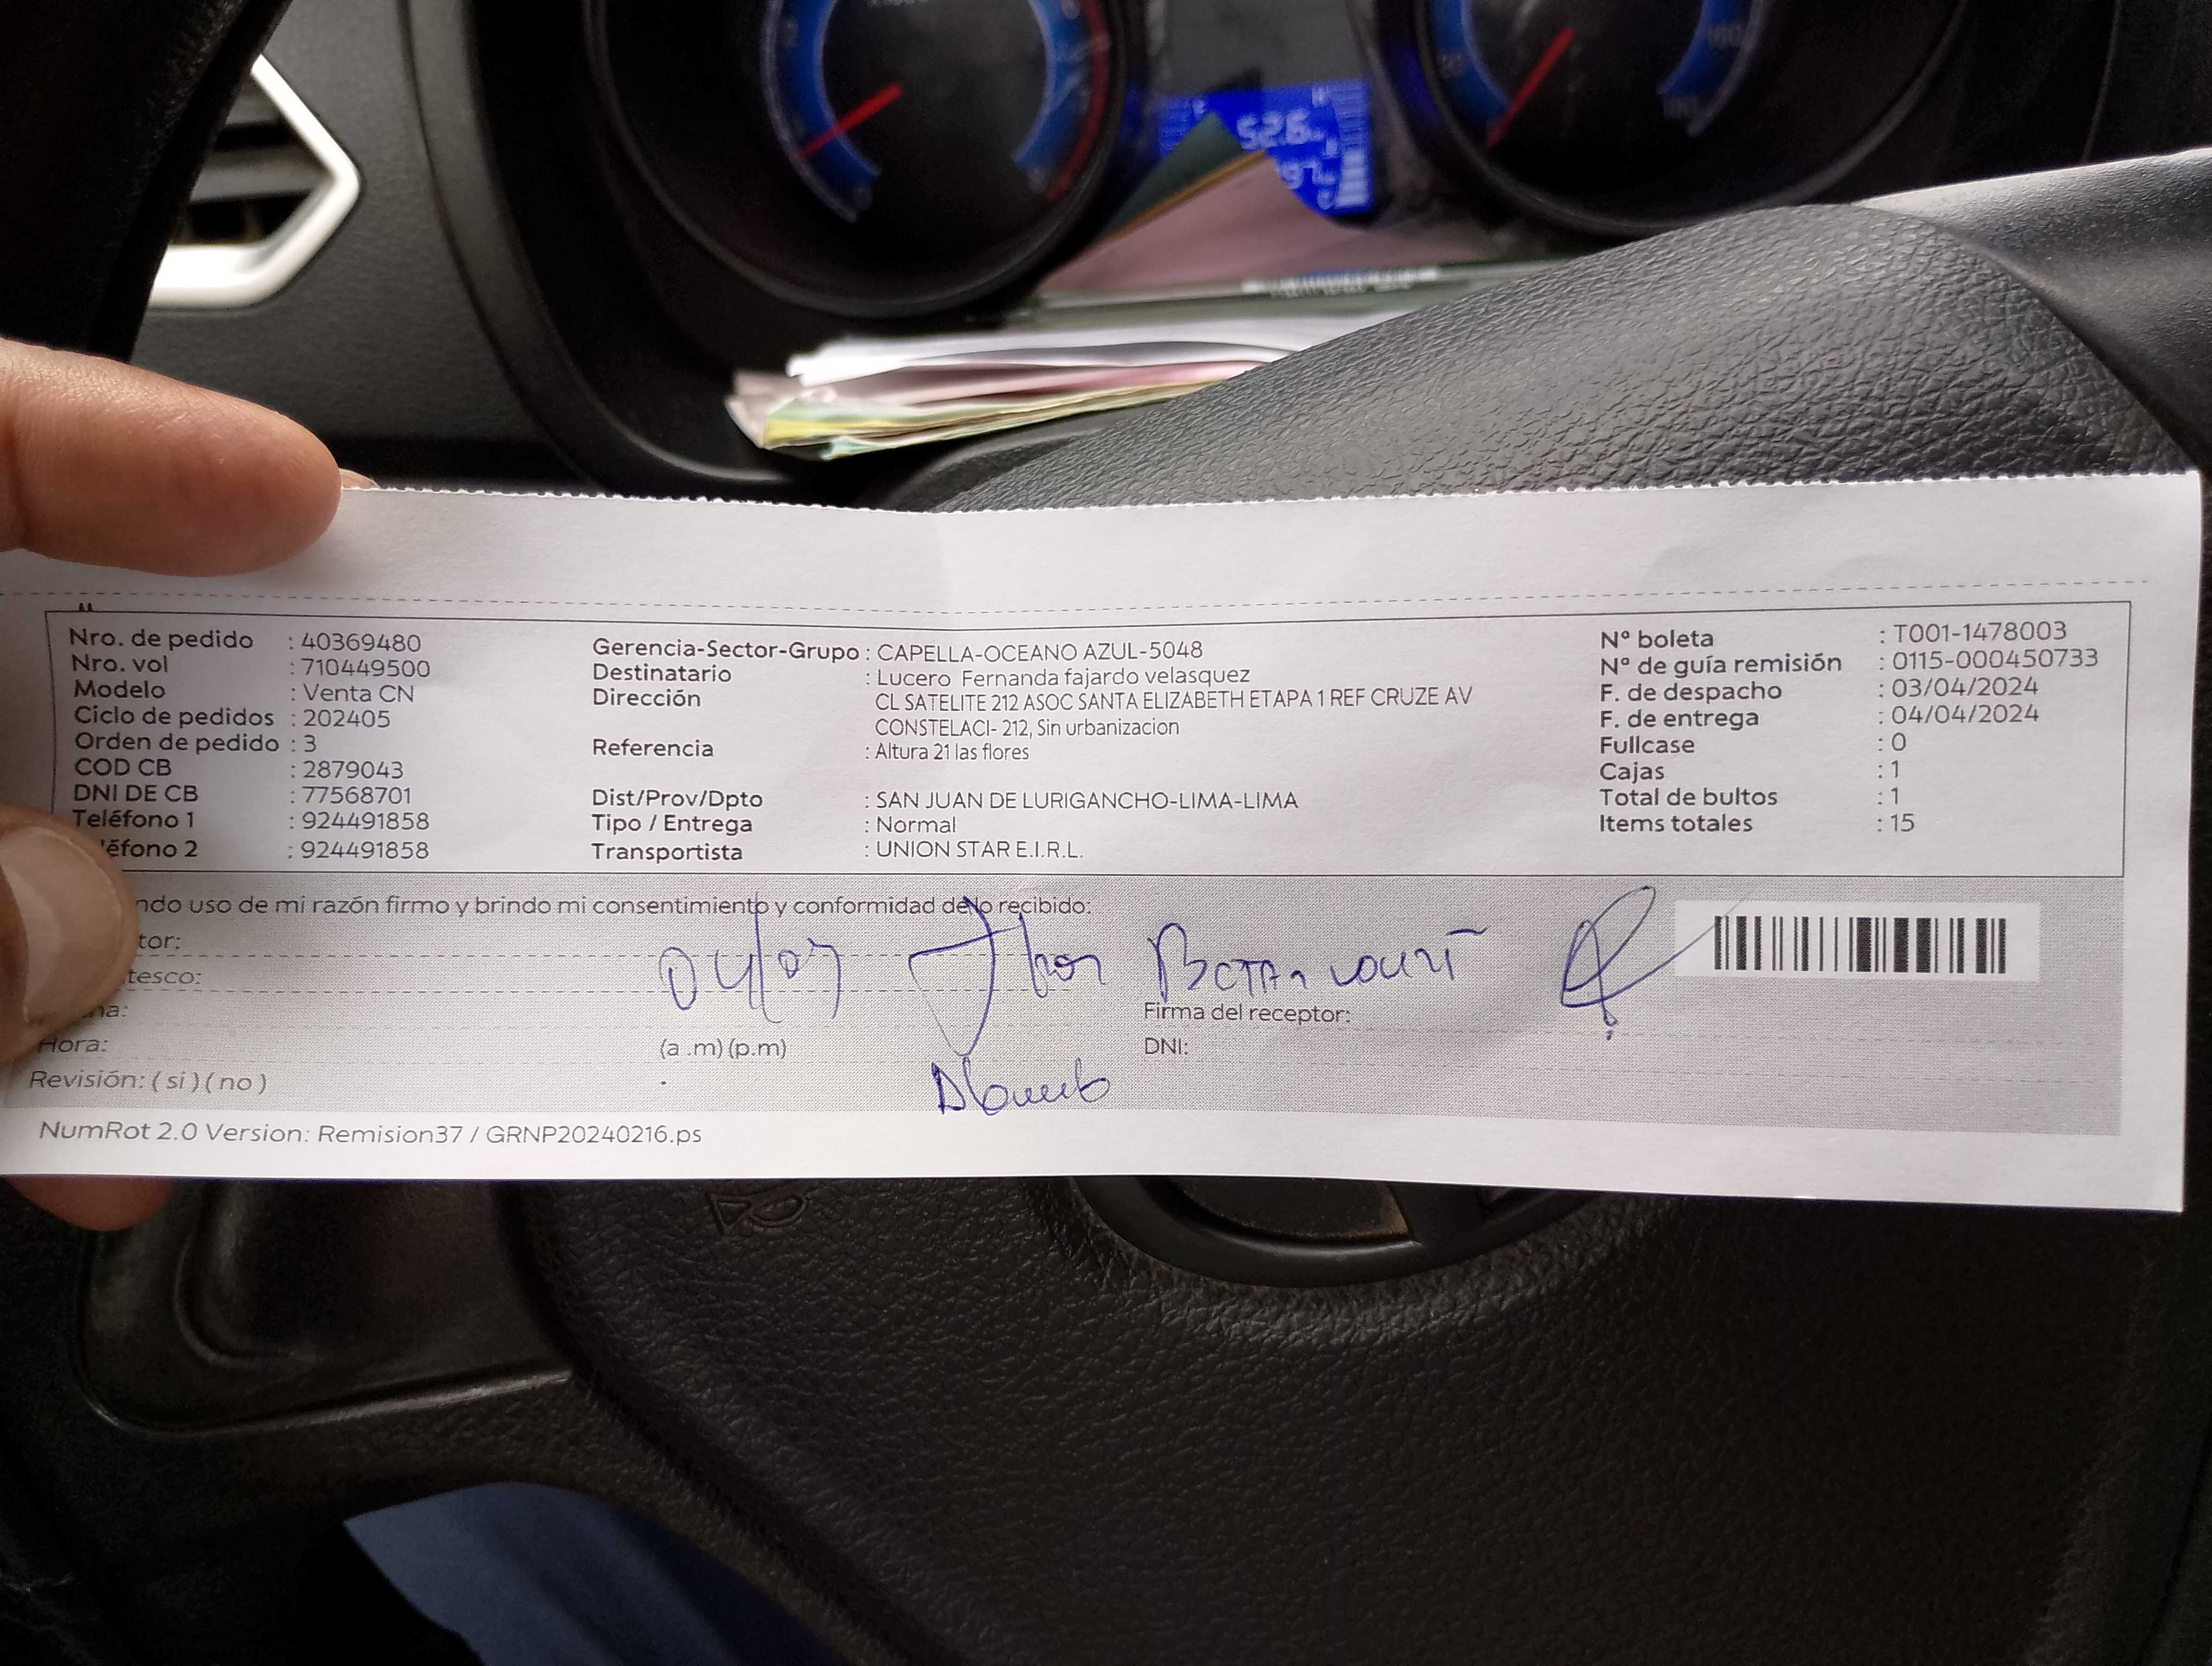 52.6
Nro. de pedido : 40369480
Nro. vol : 710449500
Modelo : Venta CN
Ciclo de pedidos : 202405
Orden de pedido : 3
COD CB : 2879043
DNI DE CB : 77568701
Teléfono 1 : 924491858
léfono 2 : 924491858
Gerencia-Sector-Grupo : CAPELLA-OCEANO AZUL-5048
Destinatario : Lucero Fernanda fajardo velasquez
Dirección CL SATELITE 212 ASOC SANTA ELIZABETH ETAPA 1 REF CRUZE AV
CONSTELACI- 212, Sin urbanizacion
Referencia : Altura 21 las flores
Dist/Prov/Dpto : SAN JUAN DE LURIGANCHO-LIMA-LIMA
Tipo / Entrega : Normal
Transportista : UNION STAR E.I.R.L.
Nº boleta : T001-1478003
Nº de guía remisión : 0115-000450733
F. de despacho : 03/04/2024
F. de entrega : 04/04/2024
Fullcase : 0
Cajas : 1
Total de bultos : 1
Items totales : 15
ndo uso de mi razón firmo y brindo mi consentimiento y conformidad de lo recibido:
tor:
tesco:
na:
Firma del receptor:
Hora: (a .m) (p.m) DNI:
Revisión: ( si ) ( no )
NumRot 2.0 Version: Remision37 / GRNP20240216.ps